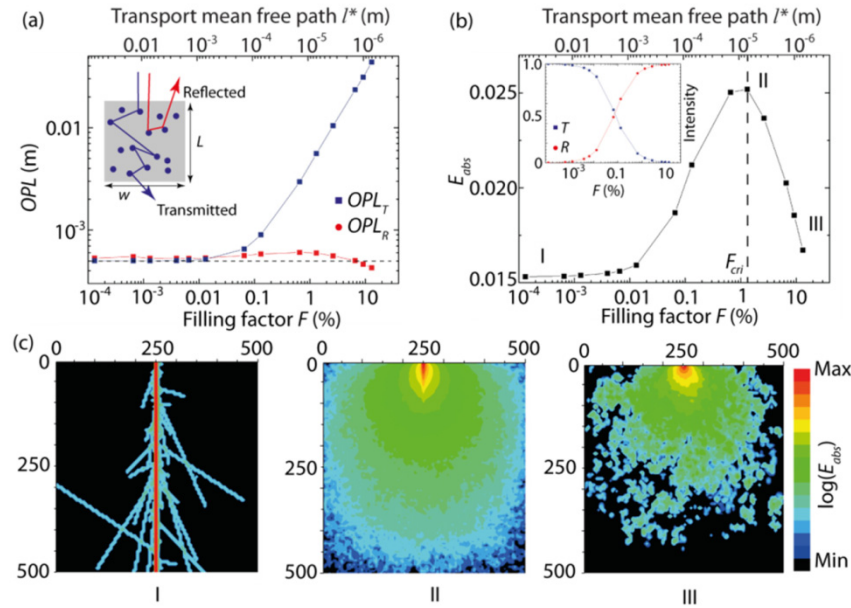 (a)
Transport mean free path l* (m)
0.01 10⁻³ 10⁻⁴ 10⁻⁵ 10⁻⁶
OPL (m)
0.01
10⁻³
Reflected
L
w
Transmitted
OPL_T
OPL_R
10⁻⁴ 10⁻³ 0.01 0.1 1 10
Filling factor F (%)
(b)
Transport mean free path l* (m)
0.01 10⁻³ 10⁻⁴ 10⁻⁵ 10⁻⁶
E_abs
0.025
0.020
0.015
1.0
0.5
0
T
R
Intensity
10⁻³ 0.1 10
F (%)
I
II
III
F_cri
10⁻⁴ 10⁻³ 0.01 0.1 1 10
Filling factor F (%)
(c)
0 250 500
0
250
500
I
0 250 500
0
250
500
II
0 250 500
0
250
500
III
Max
log(E_abs)
Min